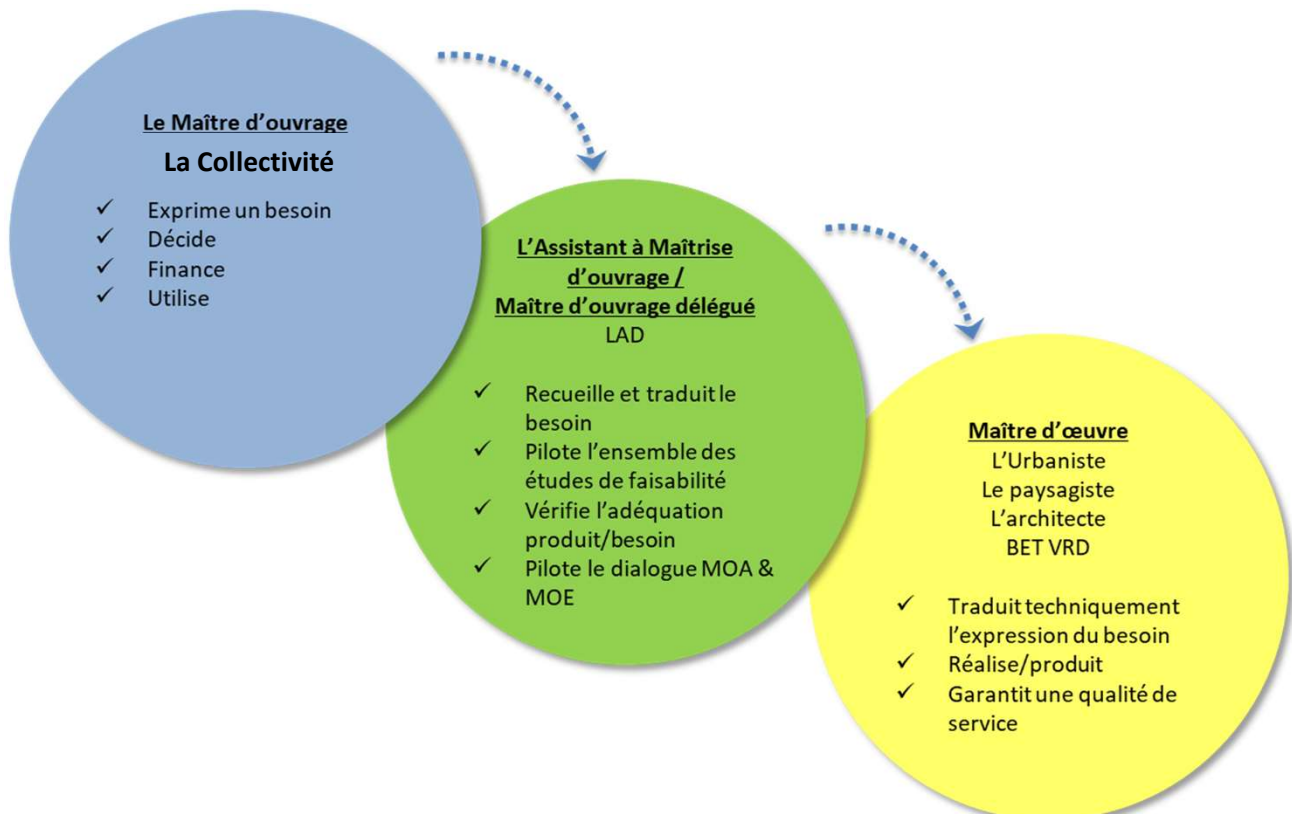 Le Maître d'ouvrage
La Collectivité
✓ Exprime un besoin
✓ Décide
✓ Finance
✓ Utilise
L'Assistant à Maîtrise
d'ouvrage /
Maître d'ouvrage délégué
LAD
✓ Recueille et traduit le
besoin
✓ Pilote l'ensemble des
études de faisabilité
✓ Vérifie l'adéquation
produit/besoin
✓ Pilote le dialogue MOA &
MOE
Maître d'œuvre
L'Urbaniste
Le paysagiste
L'architecte
BET VRD
✓ Traduit techniquement
l'expression du besoin
✓ Réalise/produit
✓ Garantit une qualité de
service